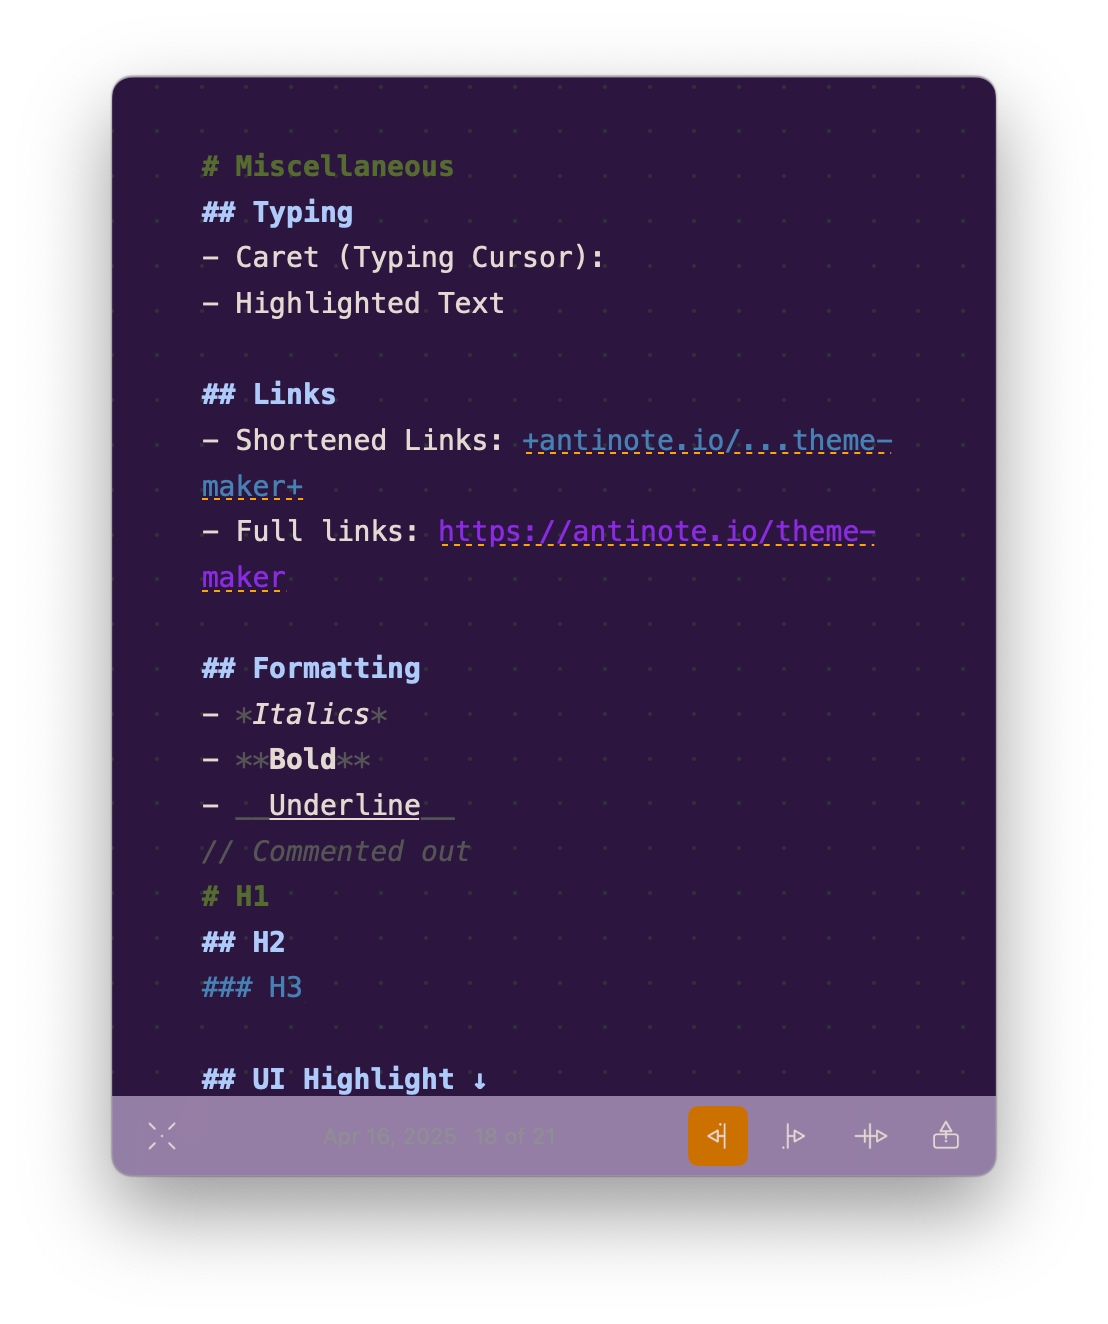 # Miscellaneous
## Typing
– Caret (Typing Cursor):
– Highlighted Text
## Links
– Shortened Links: +antinote.io/...theme-
maker+
– Full links: https://antinote.io/theme-
maker
## Formatting
– *Italics*
– **Bold**
– __Underline__
// Commented out
# H1
## H2
### H3
## UI Highlight ↓
Apr 16, 2025 18 of 21